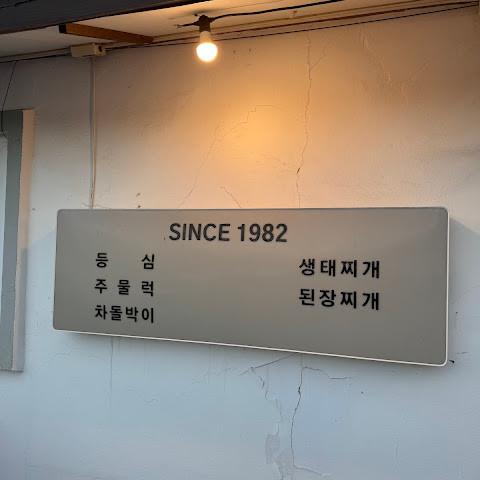 SINCE 1982
등 심
주 물 럭
차돌박이
생태찌개
된장찌개